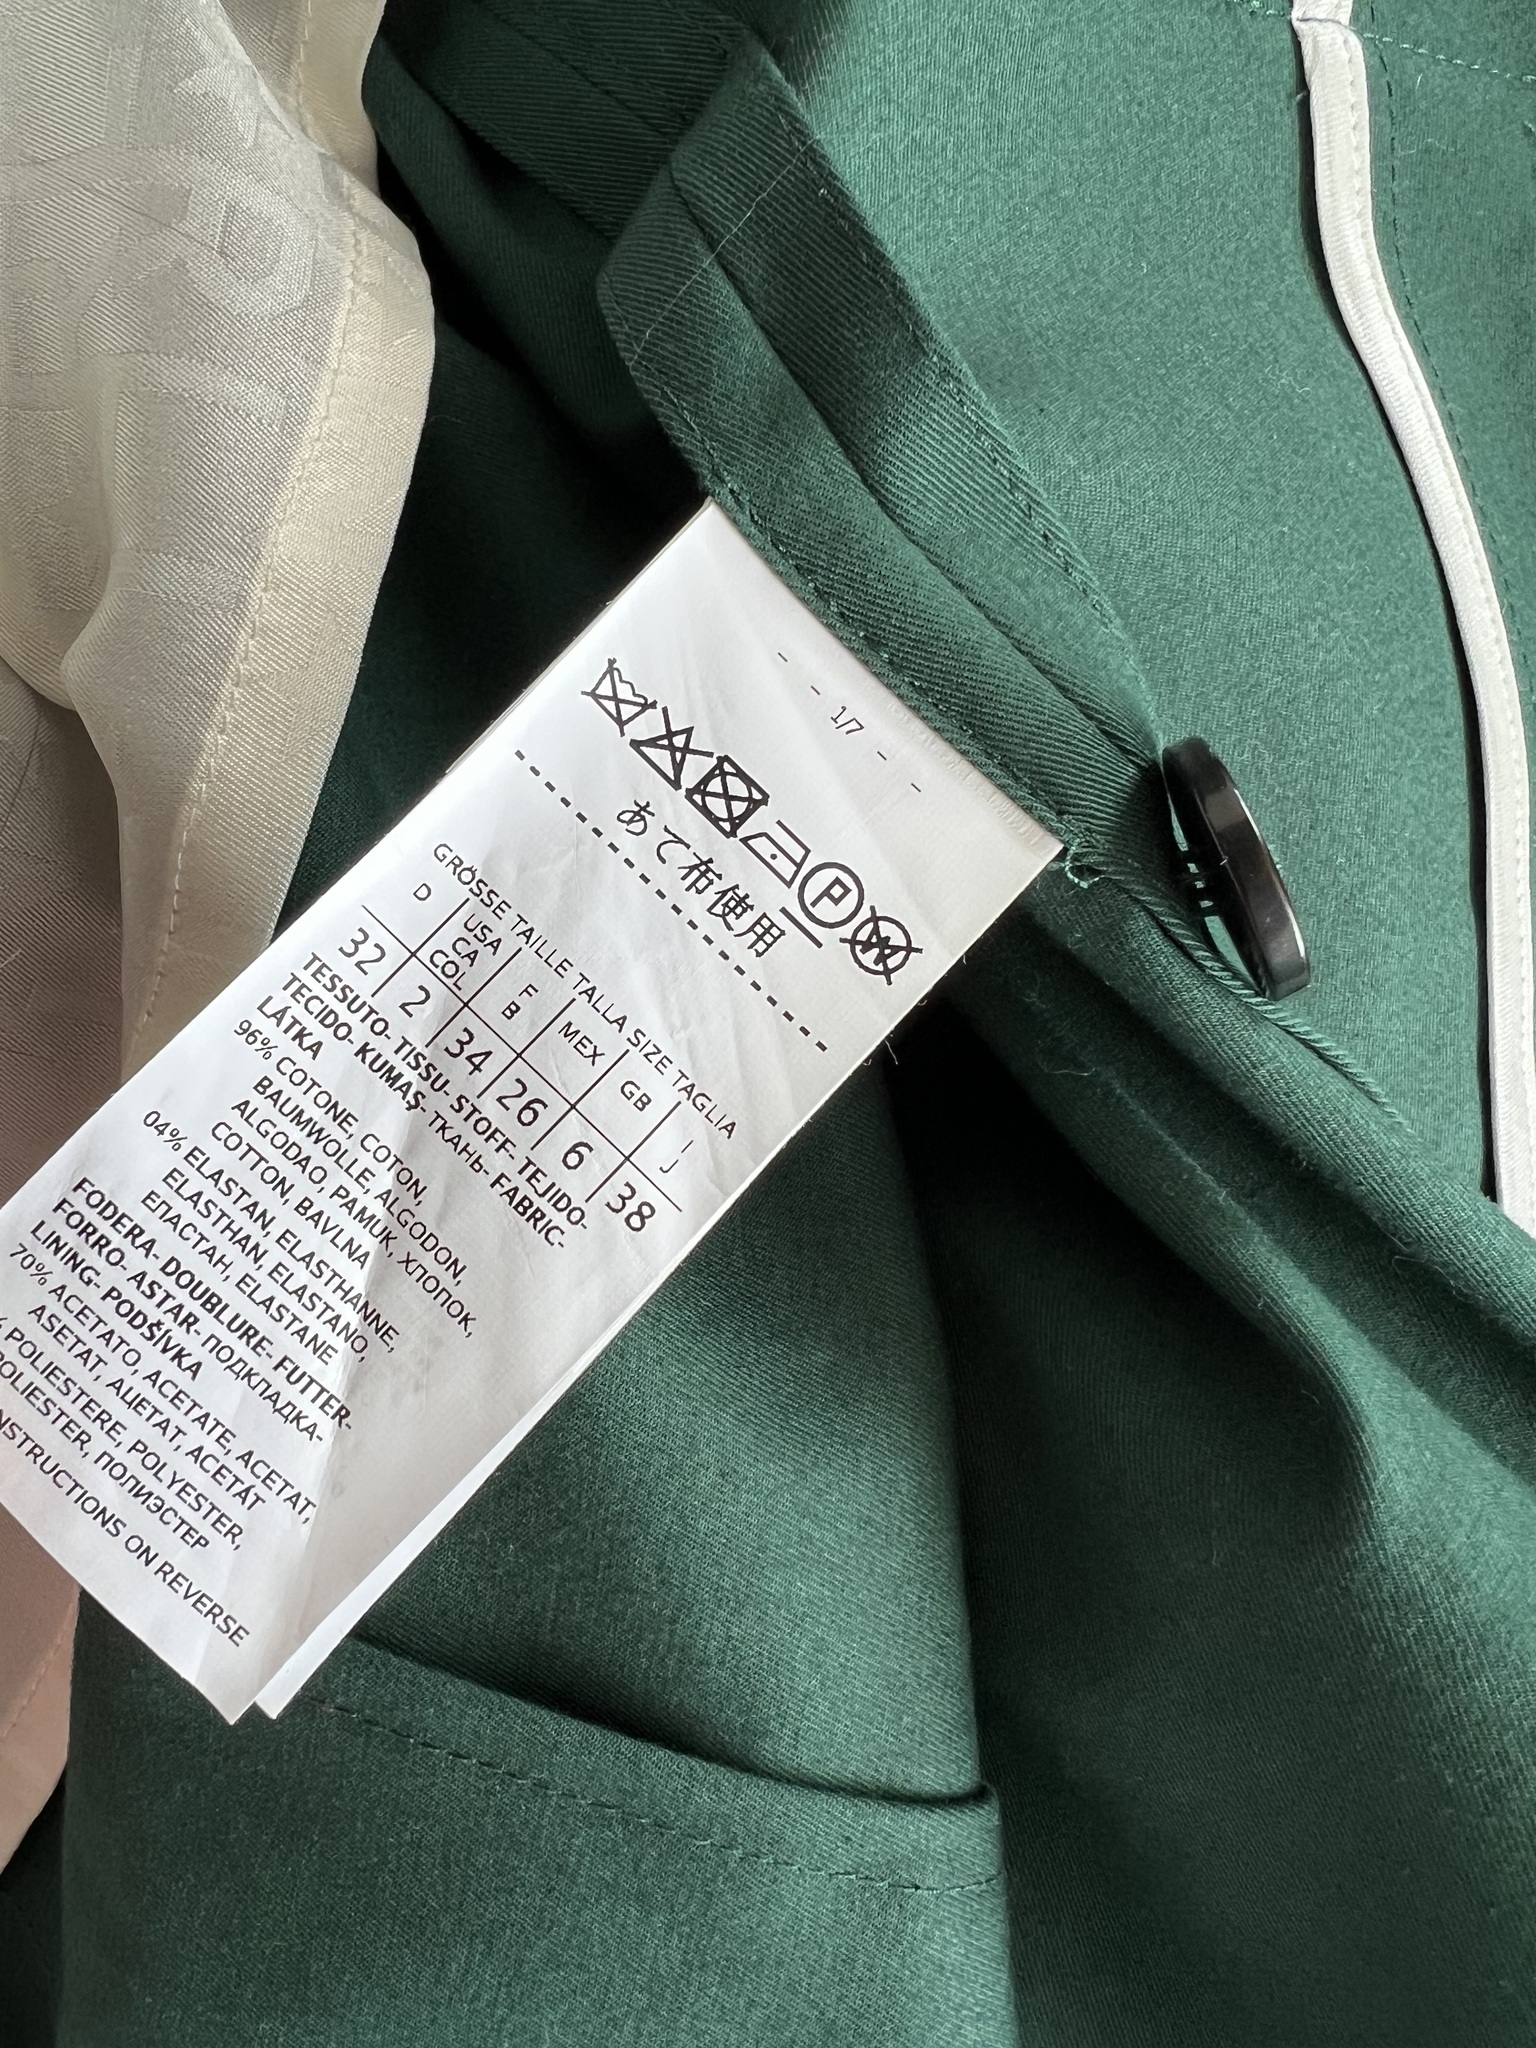 - - 1/7 - -
P W
あて布使用
GRÖSSE TAILLE TALLA SIZE TAGLIA
D USA CA COL F B MEX GB I J
32 2 34 26 6 38
TESSUTO- TISSU- STOFF- TEJIDO-
TECIDO- KUMAŞ- ТКАНЬ- FABRIC-
LÁTKA
96% COTONE, COTON,
BAUMWOLLE, ALGODON,
ALGODAO, PAMUK, ХЛОПОК,
COTTON, BAVLNA
04% ELASTAN, ELASTHANNE,
ELASTHAN, ELASTANO,
ЕПАСТАН, ELASTANE
FODERA- DOUBLURE- FUTTER-
FORRO- ASTAR- ПОДКПАДКА-
LINING- PODŠÍVKA
70% ACETATO, ACETATE, ACETAT,
ASETAT, АЦЕТАТ, ACETÁT
% POLIESTERE, POLYESTER,
POLIESTER, ПОЛИЭСТЕР
NSTRUCTIONS ON REVERSE